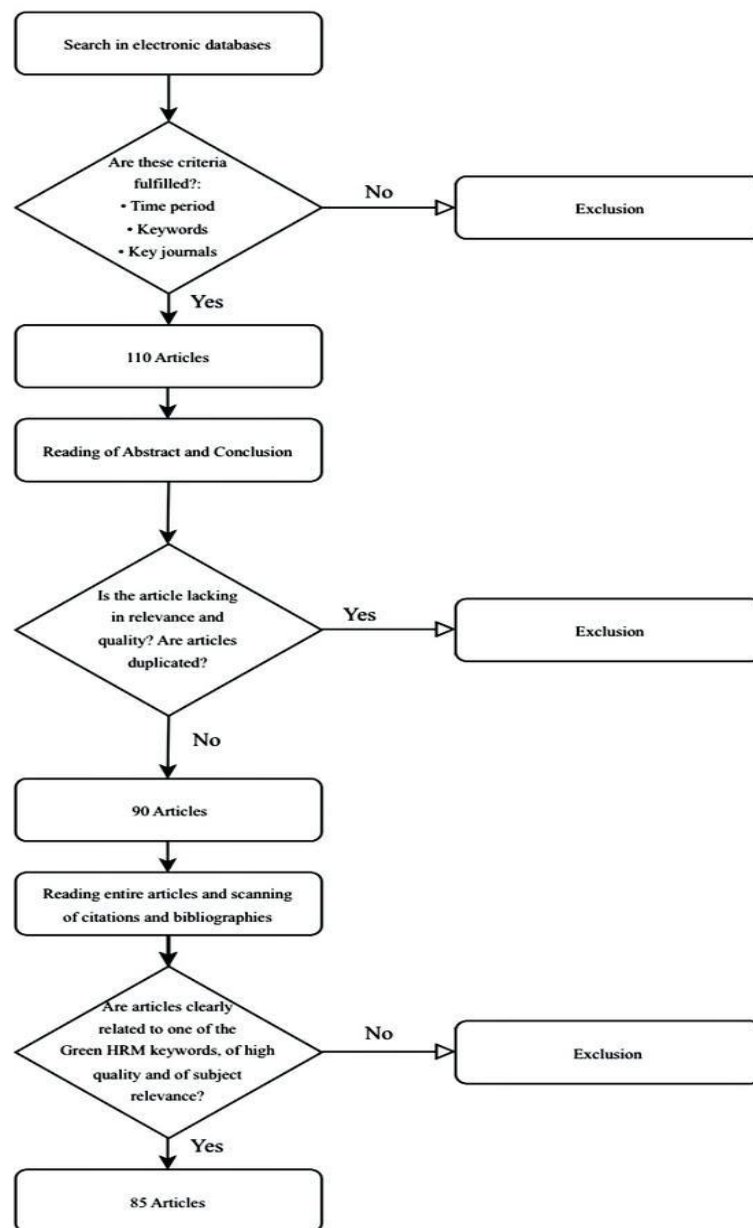 Search in electronic databases
Are these criteria
fulfilled?:
• Time period
• Keywords
• Key journals
No
Exclusion
Yes
110 Articles
Reading of Abstract and Conclusion
Is the article lacking
in relevance and
quality? Are articles
duplicated?
Yes
Exclusion
No
90 Articles
Reading entire articles and scanning
of citations and bibliographies
Are articles clearly
related to one of the
Green HRM keywords, of high
quality and of subject
relevance?
No
Exclusion
Yes
85 Articles